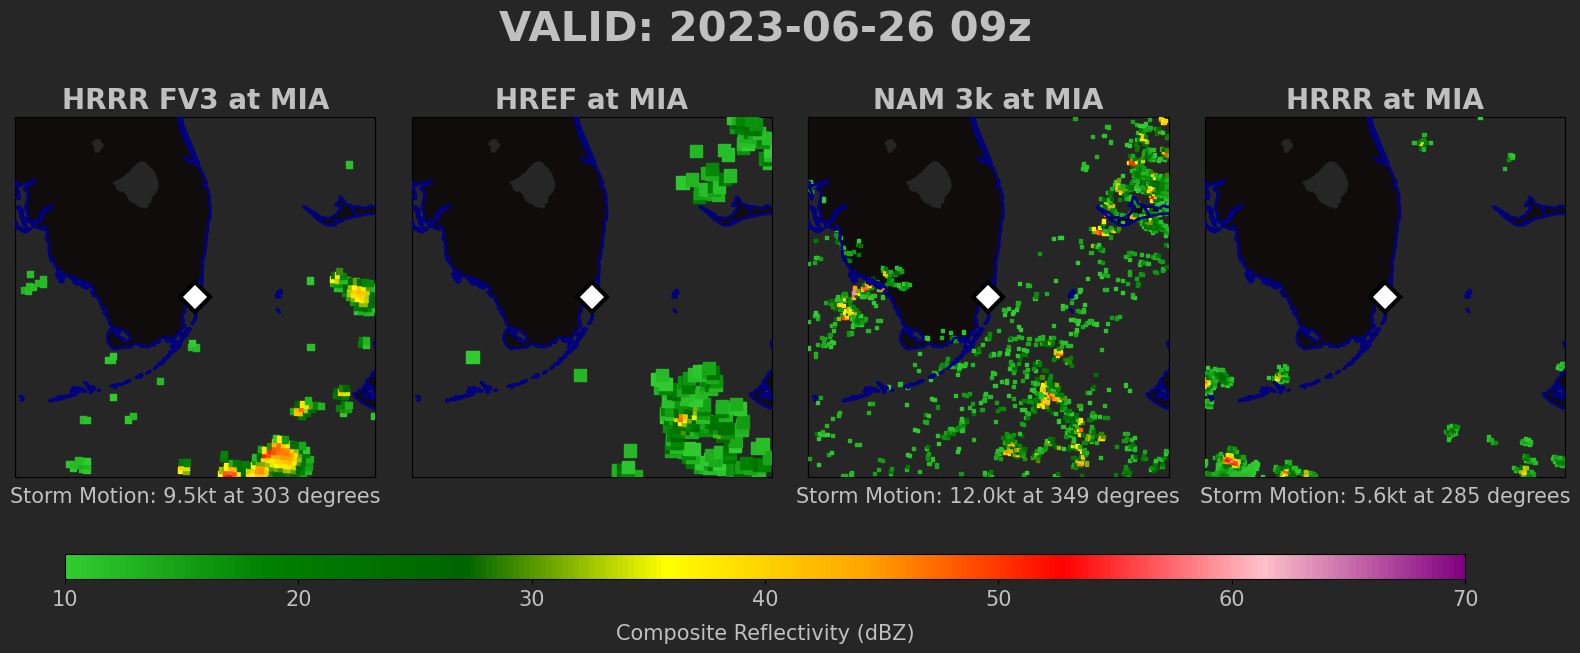 VALID: 2023-06-26 09z
HRRR FV3 at MIA
HREF at MIA
NAM 3k at MIA
HRRR at MIA
Storm Motion: 9.5kt at 303 degrees
Storm Motion: 12.0kt at 349 degrees
Storm Motion: 5.6kt at 285 degrees
10 20 30 40 50 60 70
Composite Reflectivity (dBZ)